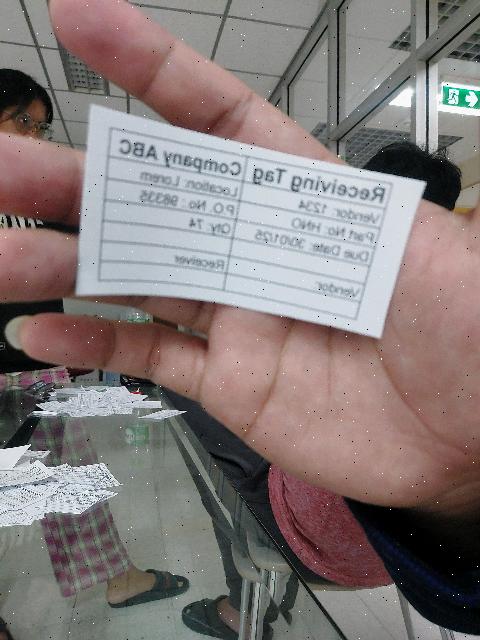 Receiving Tag Company ABC
Vendor: 1234 Location: Lorem
Part No: HNO P.O. No.: 98335
Due Date: 30/01/25 Qty: 74
Vendor Receiver